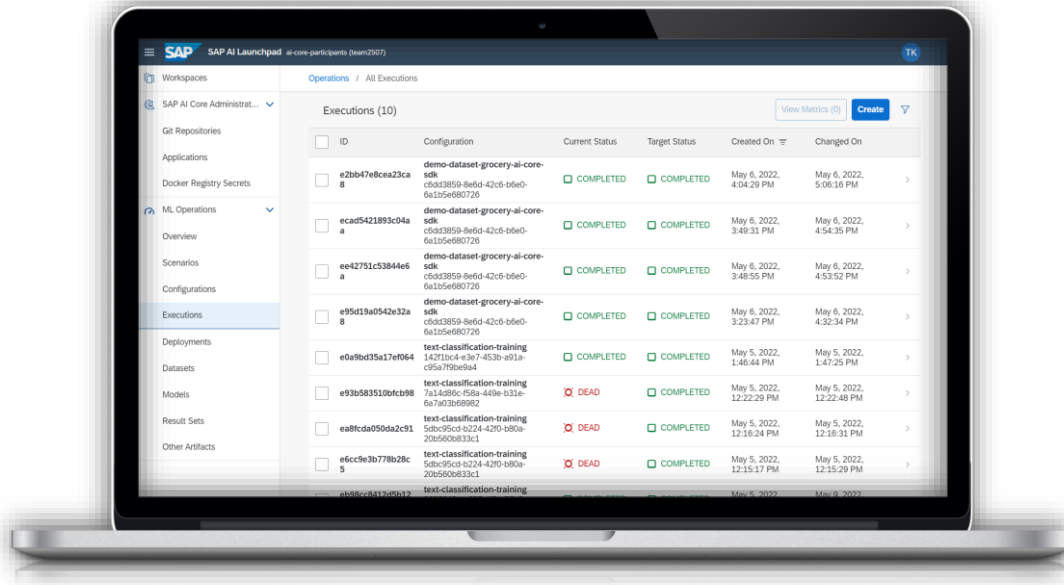 SAP SAP AI Launchpad ai-core-participants (team2507) TK
Workspaces
SAP AI Core Administrat...
Git Repositories
Applications
Docker Registry Secrets
ML Operations
Overview
Scenarios
Configurations
Executions
Deployments
Datasets
Models
Result Sets
Other Artifacts
Operations / All Executions
Executions (10) View Metrics (0) Create
ID Configuration Current Status Target Status Created On Changed On
demo-dataset-grocery-ai-core-
e2bb47e8cea23ca sdk COMPLETED COMPLETED May 6, 2022, May 6, 2022,
8 c6dd3859-8e6d-42c6-b6e0- 4:04:29 PM 5:06:16 PM
6a1b5e680726
demo-dataset-grocery-ai-core-
ecad5421893c04a sdk COMPLETED COMPLETED May 6, 2022, May 6, 2022,
a c6dd3859-8e6d-42c6-b6e0- 3:49:31 PM 4:54:35 PM
6a1b5e680726
demo-dataset-grocery-ai-core-
ee42751c53844e6 sdk COMPLETED COMPLETED May 6, 2022, May 6, 2022,
a c6dd3859-8e6d-42c6-b6e0- 3:48:55 PM 4:53:52 PM
6a1b5e680726
demo-dataset-grocery-ai-core-
e95d19a0542e32a sdk COMPLETED COMPLETED May 6, 2022, May 6, 2022,
8 c6dd3859-8e6d-42c6-b6e0- 3:23:47 PM 4:32:34 PM
6a1b5e680726
text-classification-training
e0a9bd35a17ef064 142f1bc4-e3e7-453b-a91a- COMPLETED COMPLETED May 5, 2022, May 5, 2022,
c95a7f9be9a4 1:46:44 PM 1:47:25 PM
text-classification-training
e93b583510bfcb98 7a14d86c-f58a-449e-b31e- DEAD COMPLETED May 5, 2022, May 5, 2022,
6a7a03b68982 12:22:29 PM 12:22:48 PM
text-classification-training
ea8fcda050da2c91 5dbc95cd-b224-42f0-b80a- DEAD COMPLETED May 5, 2022, May 5, 2022,
20b560b833c1 12:16:24 PM 12:16:31 PM
text-classification-training
e6cc9e3b778b28c 5dbc95cd-b224-42f0-b80a- DEAD COMPLETED May 5, 2022, May 5, 2022,
5 20b560b833c1 12:15:17 PM 12:15:29 PM
text-classification-training
eb98cc8412d5b12 May 5, 2022, May 9, 2022,